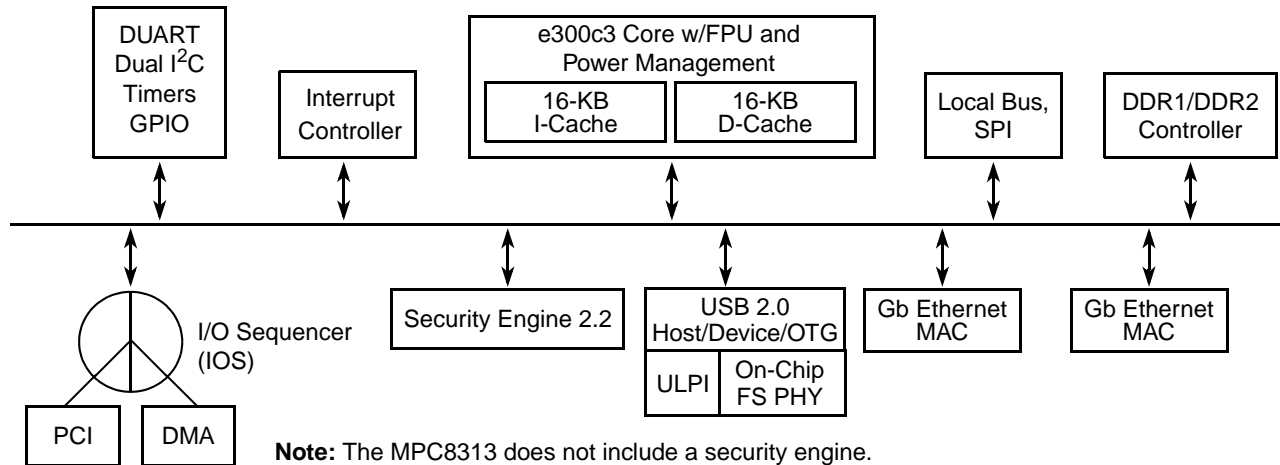 DUART
Dual I²C
Timers
GPIO
Interrupt
Controller
e300c3 Core w/FPU and
Power Management
16-KB
I-Cache
16-KB
D-Cache
Local Bus,
SPI
DDR1/DDR2
Controller
I/O Sequencer
(IOS)
PCI
DMA
Security Engine 2.2
USB 2.0
Host/Device/OTG
ULPI
On-Chip
FS PHY
Gb Ethernet
MAC
Gb Ethernet
MAC
Note: The MPC8313 does not include a security engine.